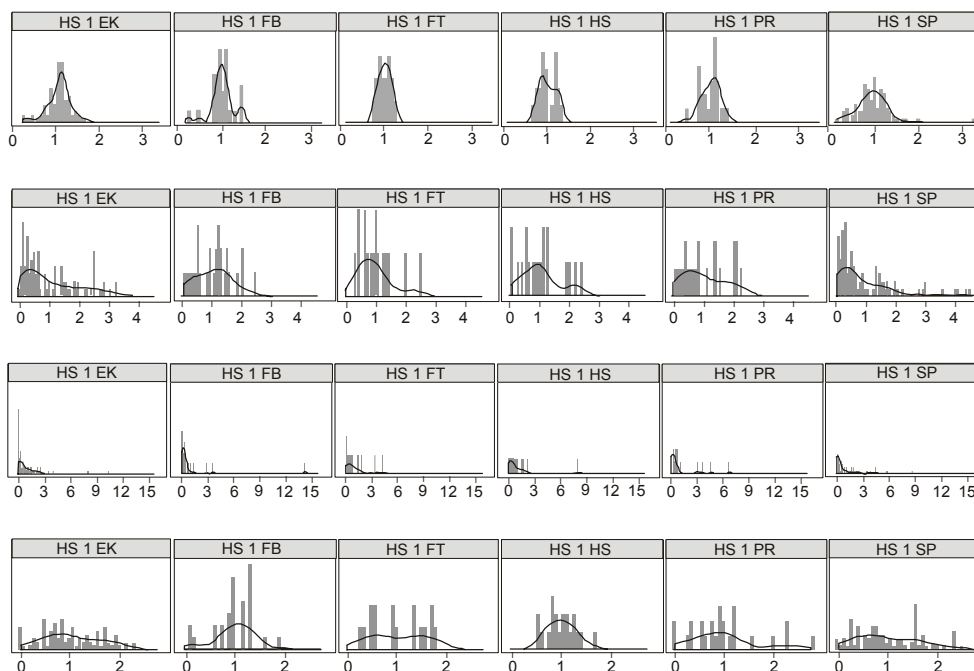 HS 1 EK HS 1 FB HS 1 FT HS 1 HS HS 1 PR HS 1 SP
0 1 2 3 0 1 2 3 0 1 2 3 0 1 2 3 0 1 2 3 0 1 2 3
HS 1 EK HS 1 FB HS 1 FT HS 1 HS HS 1 PR HS 1 SP
0 1 2 3 4 0 1 2 3 4 0 1 2 3 4 0 1 2 3 4 0 1 2 3 4 0 1 2 3 4
HS 1 EK HS 1 FB HS 1 FT HS 1 HS HS 1 PR HS 1 SP
0 3 6 9 12 15 0 3 6 9 12 15 0 3 6 9 12 15 0 3 6 9 12 15 0 3 6 9 12 15 0 3 6 9 12 15
HS 1 EK HS 1 FB HS 1 FT HS 1 HS HS 1 PR HS 1 SP
0 1 2 0 1 2 0 1 2 0 1 2 0 1 2 0 1 2